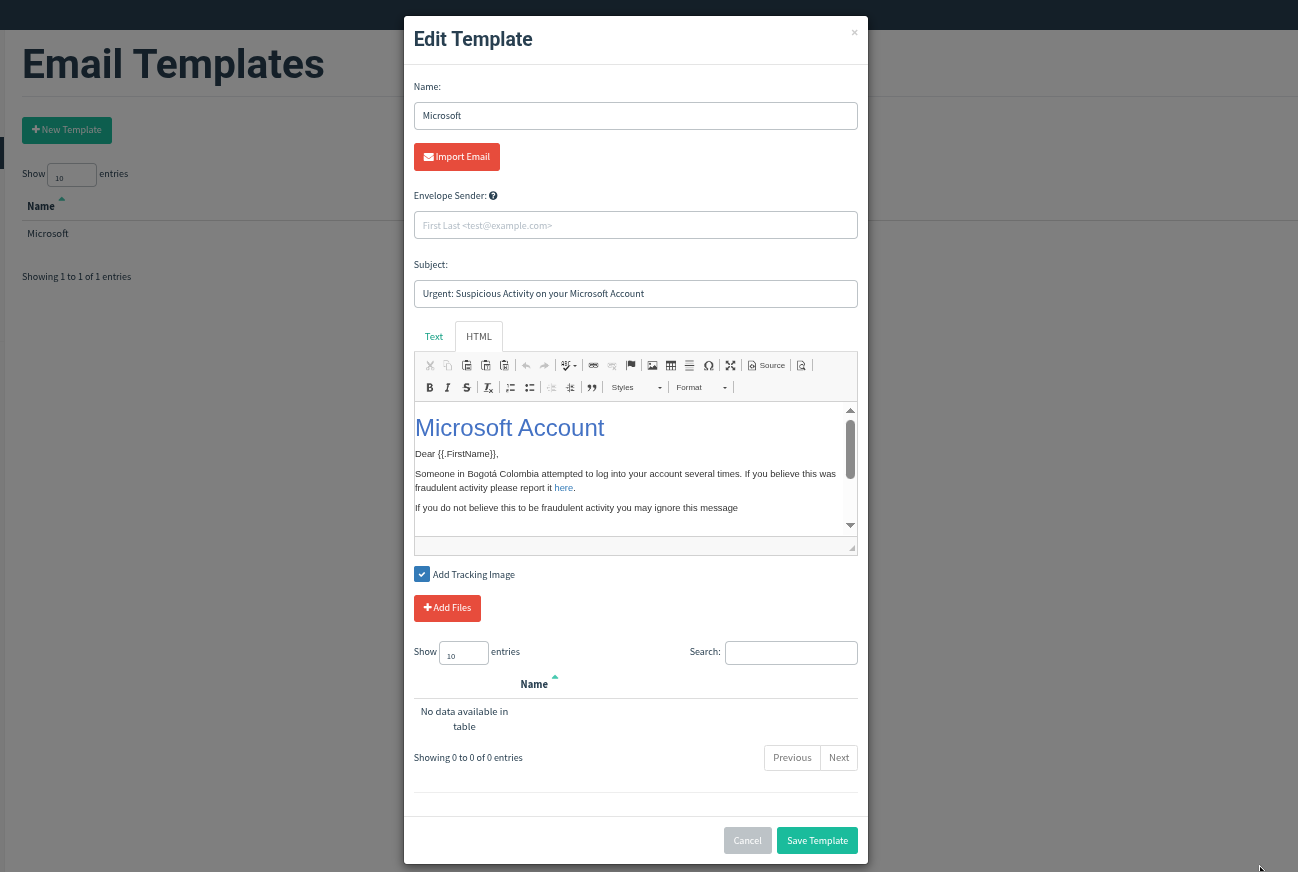 Email Templates
New Template
Show 10 entries
Name
Microsoft
Showing 1 to 1 of 1 entries
Edit Template
×
Name:
Microsoft
Import Email
Envelope Sender:
First Last <test@example.com>
Subject:
Urgent: Suspicious Activity on your Microsoft Account
Text HTML
Source
Styles Format
Microsoft Account
Dear {{.FirstName}},
Someone in Bogotá Colombia attempted to log into your account several times. If you believe this was
fraudulent activity please report it here.
If you do not believe this to be fraudulent activity you may ignore this message
Add Tracking Image
Add Files
Show 10 entries Search:
Name
No data available in
table
Showing 0 to 0 of 0 entries Previous Next
Cancel Save Template